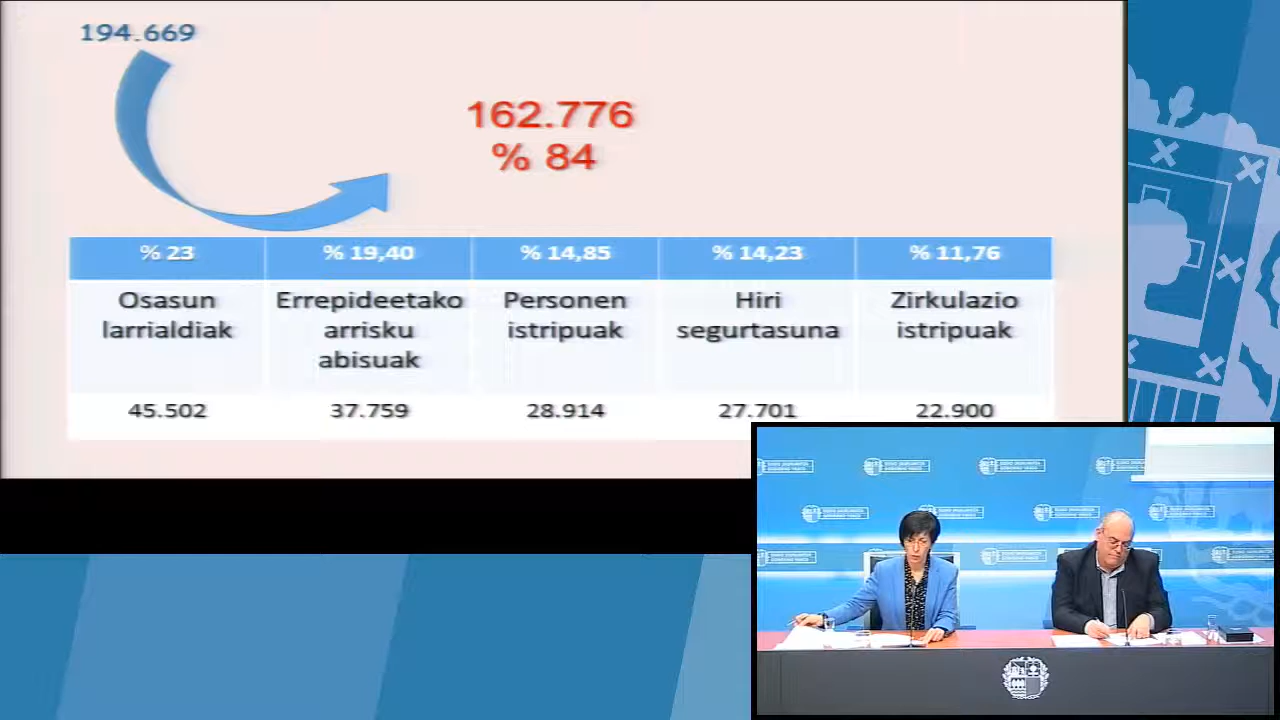 194.669
162.776
% 84
% 23
% 19,40
% 14,85
% 14,23
% 11,76
Osasun
larrialdiak
Errepideetako
arrisku
abisuak
Personen
istripuak
Hiri
segurtasuna
Zirkulazio
istripuak
45.502
37.759
28.914
27.701
22.900